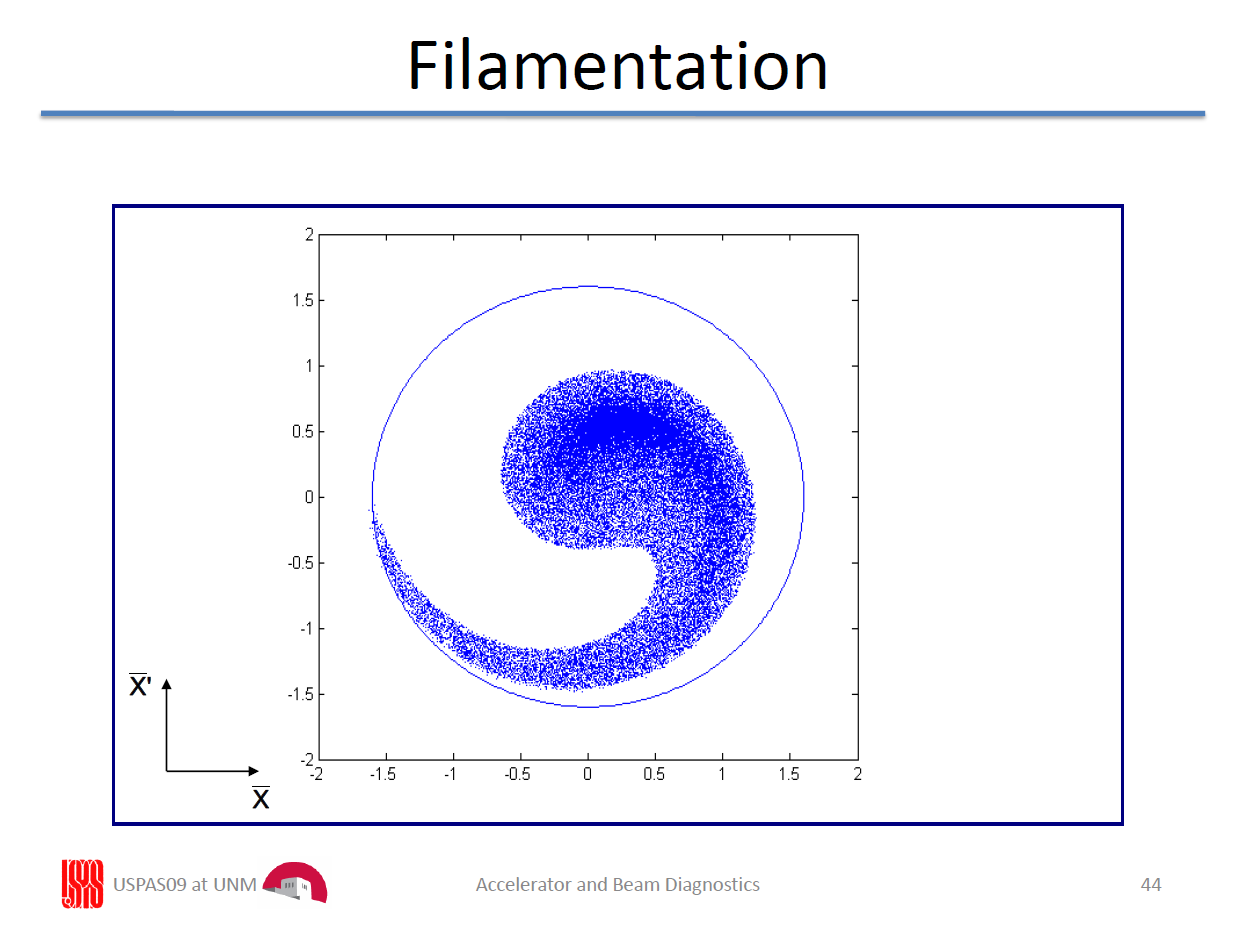 Filamentation
2
1.5
1
0.5
0
-0.5
-1
-1.5
-2
-2 -1.5 -1 -0.5 0 0.5 1 1.5 2
X̅'
X̅
USPAS09 at UNM
Accelerator and Beam Diagnostics
44